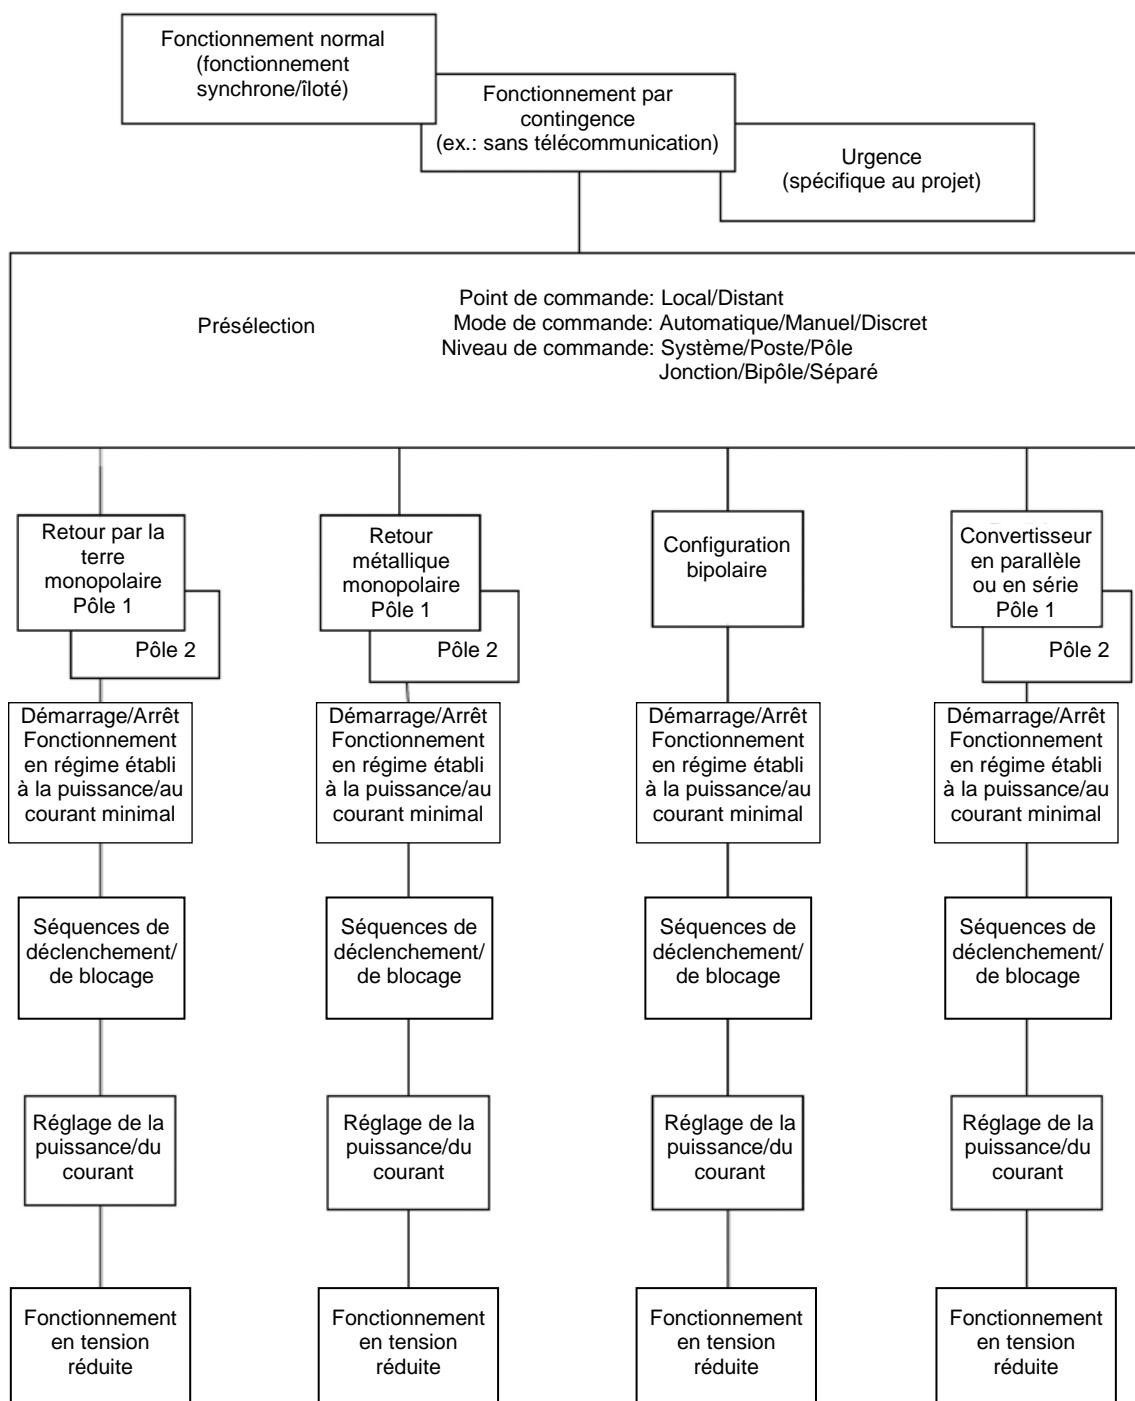 Fonctionnement normal
(fonctionnement
synchrone/îloté)
Fonctionnement par
contingence
(ex.: sans télécommunication)
Urgence
(spécifique au projet)
Présélection
Point de commande: Local/Distant
Mode de commande: Automatique/Manuel/Discret
Niveau de commande: Système/Poste/Pôle
Jonction/Bipôle/Séparé
Retour par la
terre
monopolaire
Pôle 1
Pôle 2
Retour
métallique
monopolaire
Pôle 1
Pôle 2
Configuration
bipolaire
Convertisseur
en parallèle
ou en série
Pôle 1
Pôle 2
Démarrage/Arrêt
Fonctionnement
en régime établi
à la puissance/au
courant minimal
Démarrage/Arrêt
Fonctionnement
en régime établi
à la puissance/au
courant minimal
Démarrage/Arrêt
Fonctionnement
en régime établi
à la puissance/au
courant minimal
Démarrage/Arrêt
Fonctionnement
en régime établi
à la puissance/au
courant minimal
Séquences de
déclenchement/
de blocage
Séquences de
déclenchement/
de blocage
Séquences de
déclenchement/
de blocage
Séquences de
déclenchement/
de blocage
Réglage de la
puissance/du
courant
Réglage de la
puissance/du
courant
Réglage de la
puissance/du
courant
Réglage de la
puissance/du
courant
Fonctionnement
en tension
réduite
Fonctionnement
en tension
réduite
Fonctionnement
en tension
réduite
Fonctionnement
en tension
réduite